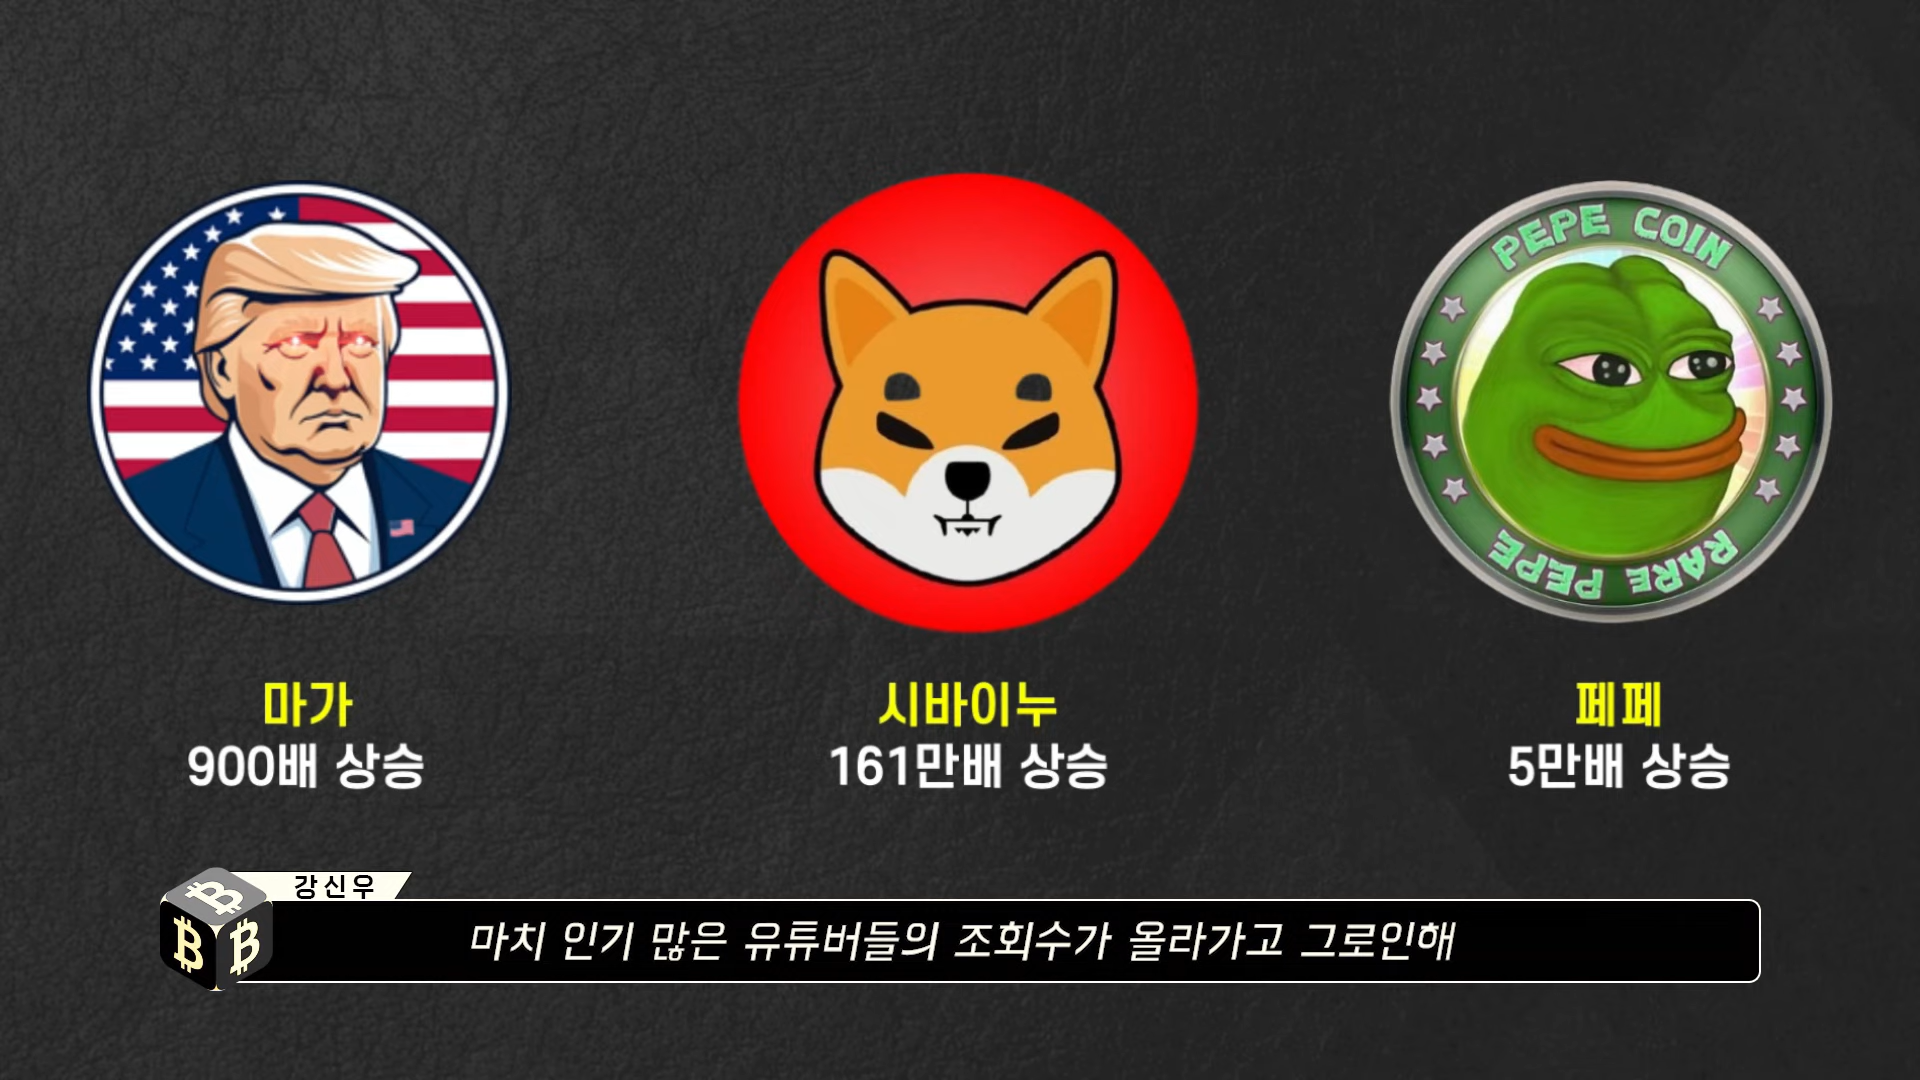 PEPE COIN
RARE PEPE
마가
900배 상승
시바이누
161만배 상승
페페
5만배 상승
강신우
마치 인기 많은 유튜버들의 조회수가 올라가고 그로인해